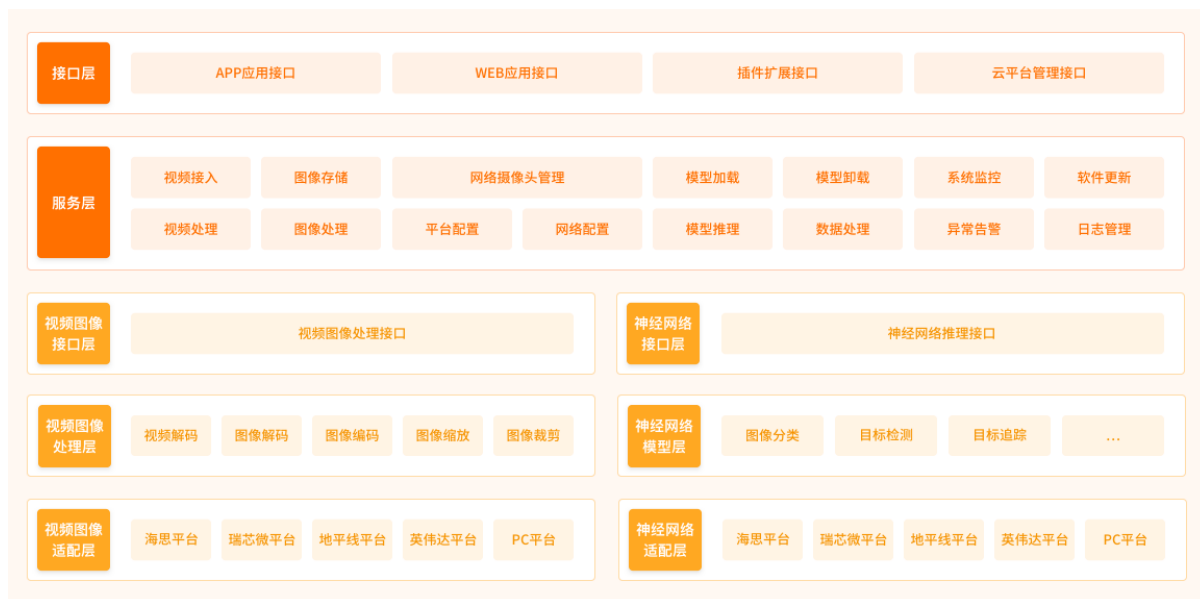 接口层
APP应用接口
WEB应用接口
插件扩展接口
云平台管理接口
服务层
视频接入
图像存储
网络摄像头管理
模型加载
模型卸载
系统监控
软件更新
视频处理
图像处理
平台配置
网络配置
模型推理
数据处理
异常告警
日志管理
视频图像
接口层
视频图像处理接口
神经网络
接口层
神经网络推理接口
视频图像
处理层
视频解码
图像解码
图像编码
图像缩放
图像裁剪
神经网络
模型层
图像分类
目标检测
目标追踪
...
视频图像
适配层
海思平台
瑞芯微平台
地平线平台
英伟达平台
PC平台
神经网络
适配层
海思平台
瑞芯微平台
地平线平台
英伟达平台
PC平台